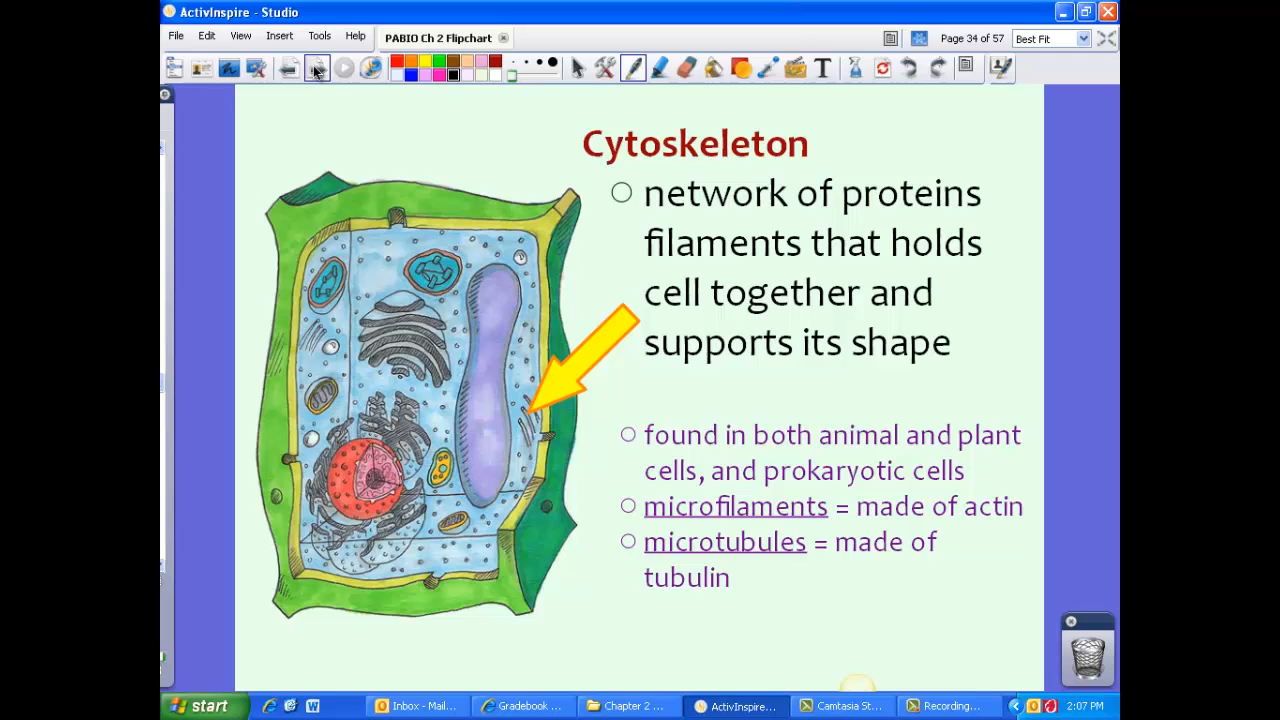 ActivInspire - Studio
File Edit View Insert Tools Help
PABIO Ch 2 Flipchart
Page 34 of 57
Best Fit
T
Cytoskeleton
network of proteins
filaments that holds
cell together and
supports its shape
found in both animal and plant
cells, and prokaryotic cells
microfilaments = made of actin
microtubules = made of
tubulin
start
W
Inbox - Mail...
Gradebook ...
Chapter 2 ...
ActivInspire...
Camtasia St...
Recording...
2:07 PM